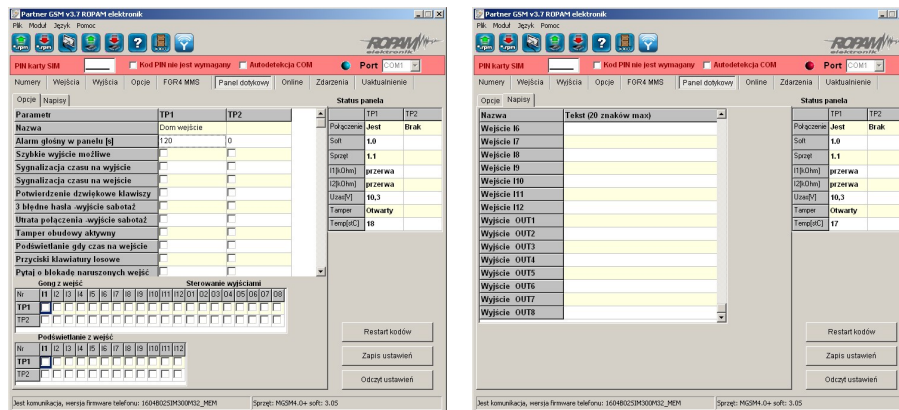 Partner GSM v3.7 ROPAM elektronik
Plik Moduł Język Pomoc
ROPAM
elektronik
PIN karty SIM Kod PIN nie jest wymagany Autodetekcja COM Port COM1
Numery Wejścia Wyjścia Opcje FGR4 MMS Panel dotykowy Online Zdarzenia Uaktualnienie
Opcje Napisy
Parametr TP1 TP2
Nazwa Dom wejście
Alarm głośny w panelu [s] 120 0
Szybkie wyjście możliwe
Sygnalizacja czasu na wyjście
Sygnalizacja czasu na wejście
Potwierdzenie dzwiękowe klawiszy
3 błędne hasła -wyjście sabotaż
Utrata połączenia -wyjście sabotaż
Tamper obudowy aktywny
Podświetlanie gdy czas na wejście
Przyciski klawiatury losowe
Pytaj o blokadę naruszonych wejść
Gong z wejść Sterowanie wyjściami
Nr I1 I2 I3 I4 I5 I6 I7 I8 I9 I10 I11 I12 O1 O2 O3 O4 O5 O6 O7 O8
TP1
TP2
Podświetlanie z wejść
Nr I1 I2 I3 I4 I5 I6 I7 I8 I9 I10 I11 I12
TP1
TP2
Status panela
TP1 TP2
Połączenie Jest Brak
Soft 1.0
Sprzęt 1.1
I1[kOhm] przerwa
I2[kOhm] przerwa
Uzas[V] 10,3
Tamper Otwarty
Temp[stC] 18
Restart kodów
Zapis ustawień
Odczyt ustawień
Jest komunikacja, wersja firmware telefonu: 1604B02SIM300M32_MEM Sprzęt: MGSM4.0+ soft: 3.0S
Partner GSM v3.7 ROPAM elektronik
Plik Moduł Język Pomoc
ROPAM
elektronik
PIN karty SIM Kod PIN nie jest wymagany Autodetekcja COM Port COM1
Numery Wejścia Wyjścia Opcje FGR4 MMS Panel dotykowy Online Zdarzenia Uaktualnienie
Opcje Napisy
Nazwa Tekst (20 znaków max)
Wejście I6
Wejście I7
Wejście I8
Wejście I9
Wejście I10
Wejście I11
Wejście I12
Wyjście OUT1
Wyjście OUT2
Wyjście OUT3
Wyjście OUT4
Wyjście OUT5
Wyjście OUT6
Wyjście OUT7
Wyjście OUT8
Status panela
TP1 TP2
Połączenie Jest Brak
Soft 1.0
Sprzęt 1.1
I1[kOhm] przerwa
I2[kOhm] przerwa
Uzas[V] 10,3
Tamper Otwarty
Temp[stC] 17
Restart kodów
Zapis ustawień
Odczyt ustawień
Jest komunikacja, wersja firmware telefonu: 1604B02SIM300M32_MEM Sprzęt: MGSM4.0+ soft: 3.0S